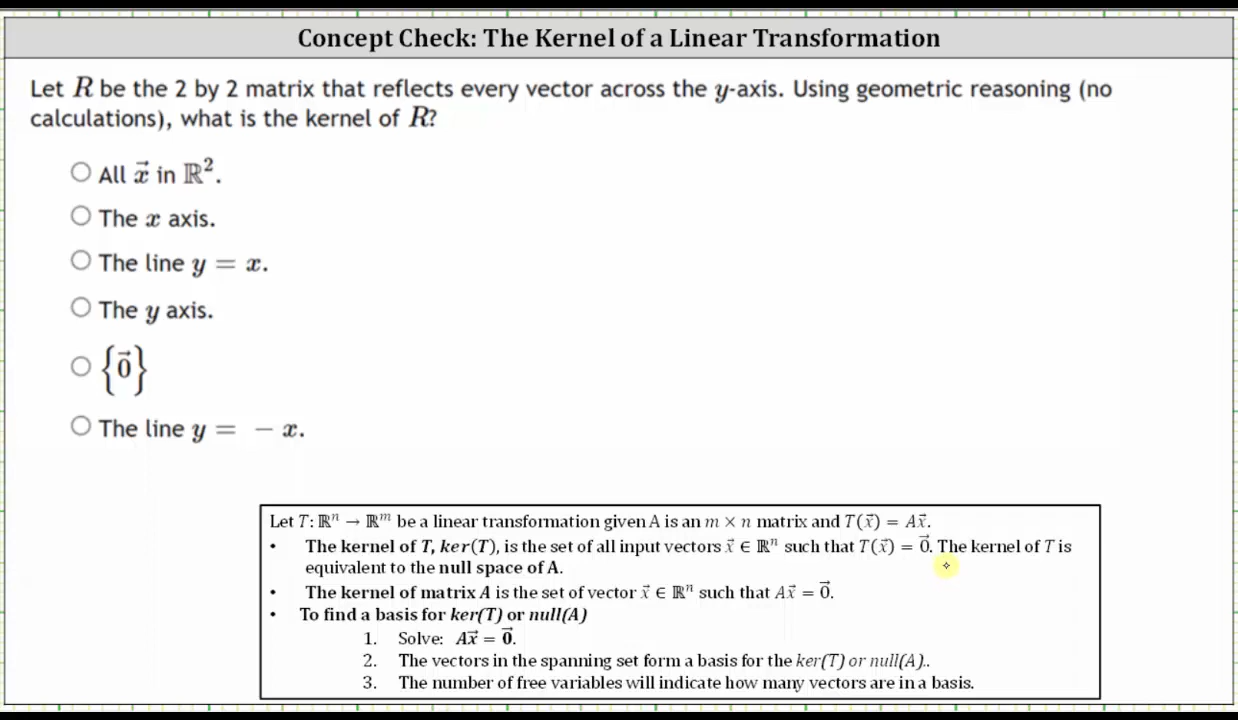 Concept Check: The Kernel of a Linear Transformation
Let R be the 2 by 2 matrix that reflects every vector across the y-axis. Using geometric reasoning (no
calculations), what is the kernel of R?
All x⃗ in ℝ².
The x axis.
The line y = x.
The y axis.
{0⃗}
The line y = − x.
Let T: ℝⁿ → ℝᵐ be a linear transformation given A is an m × n matrix and T(x⃗) = Ax⃗.
• The kernel of T, ker(T), is the set of all input vectors x⃗ ∈ ℝⁿ such that T(x⃗) = 0⃗. The kernel of T is
equivalent to the null space of A.
• The kernel of matrix A is the set of vector x⃗ ∈ ℝⁿ such that Ax⃗ = 0⃗.
• To find a basis for ker(T) or null(A)
1. Solve: Ax⃗ = 0⃗.
2. The vectors in the spanning set form a basis for the ker(T) or null(A)..
3. The number of free variables will indicate how many vectors are in a basis.